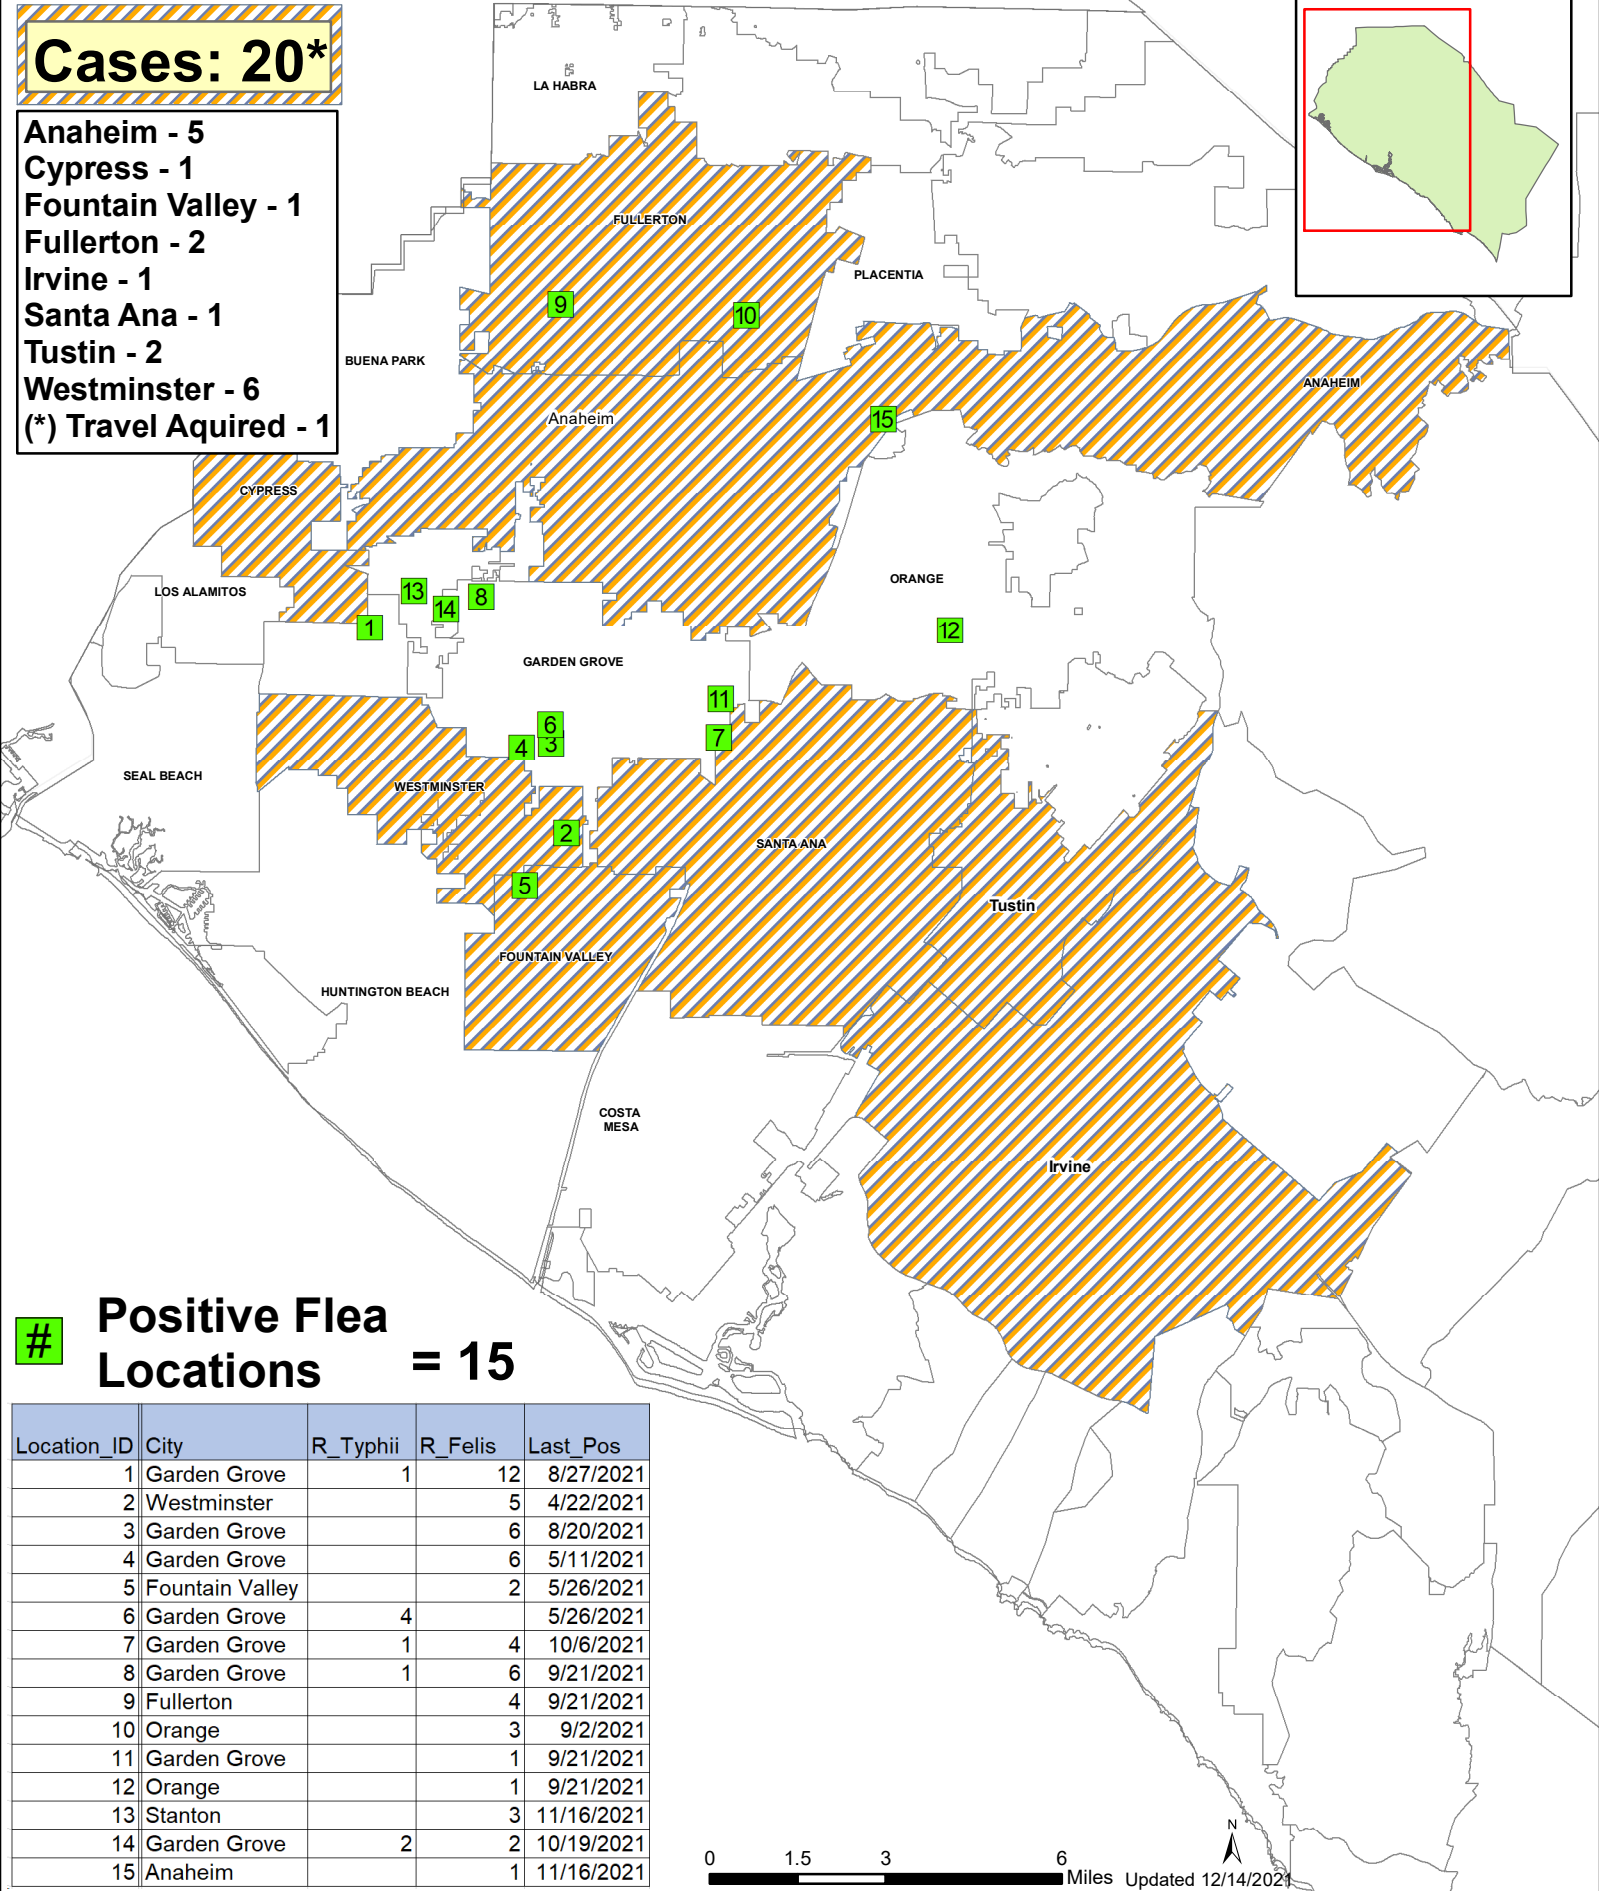 Cases: 20*
Anaheim - 5
Cypress - 1
Fountain Valley - 1
Fullerton - 2
Irvine - 1
Santa Ana - 1
Tustin - 2
Westminster - 6
(*) Travel Aquired - 1
LA HABRA
FULLERTON
PLACENTIA
9
10
BUENA PARK
ANAHEIM
Anaheim
15
CYPRESS
ORANGE
LOS ALAMITOS
13
8
14
1
12
GARDEN GROVE
11
6
7
4
3
SEAL BEACH
WESTMINSTER
2
SANTA ANA
5
Tustin
FOUNTAIN VALLEY
HUNTINGTON BEACH
COSTA
MESA
Irvine
# Positive Flea
Locations = 15
Location_ID City R_Typhii R_Felis Last_Pos
1 Garden Grove 1 12 8/27/2021
2 Westminster 5 4/22/2021
3 Garden Grove 6 8/20/2021
4 Garden Grove 6 5/11/2021
5 Fountain Valley 2 5/26/2021
6 Garden Grove 4 5/26/2021
7 Garden Grove 1 4 10/6/2021
8 Garden Grove 1 6 9/21/2021
9 Fullerton 4 9/21/2021
10 Orange 3 9/2/2021
11 Garden Grove 1 9/21/2021
12 Orange 1 9/21/2021
13 Stanton 3 11/16/2021
14 Garden Grove 2 2 10/19/2021
15 Anaheim 1 11/16/2021
N
0 1.5 3 6
Miles Updated 12/14/2021